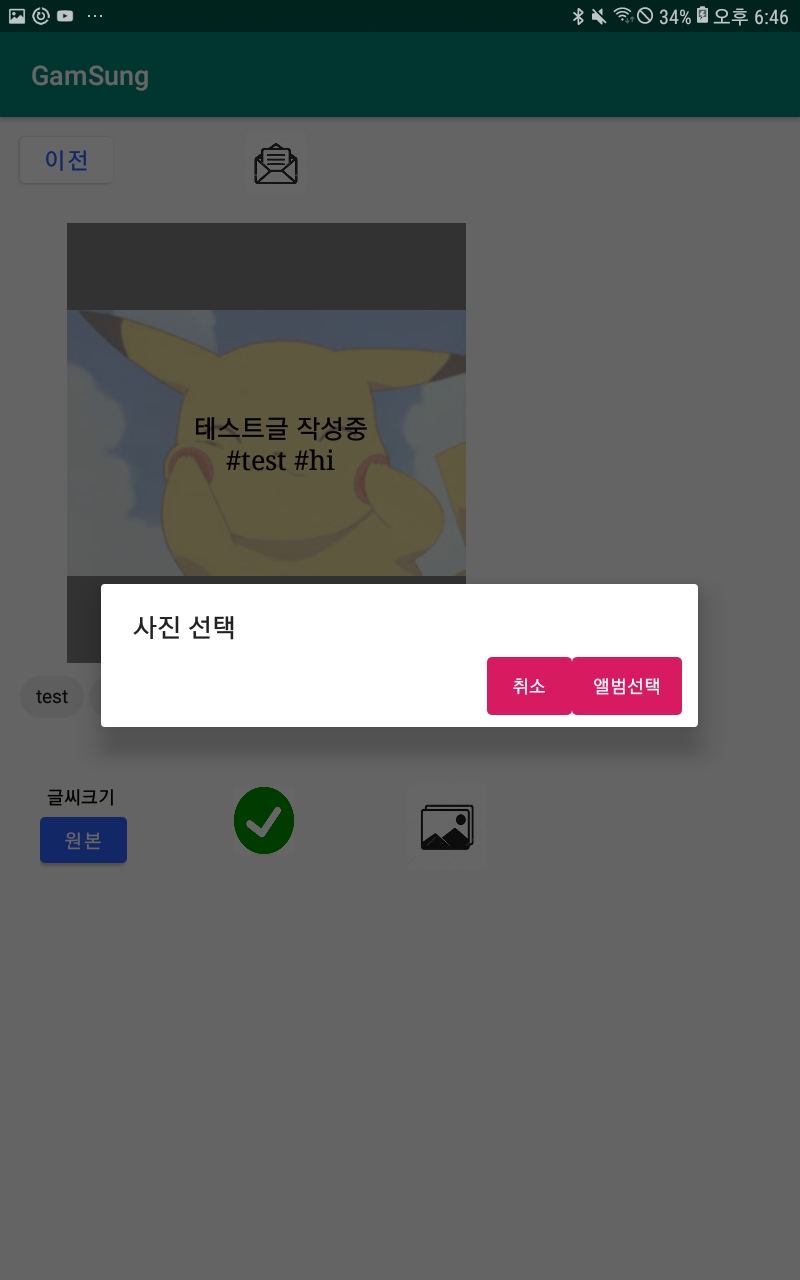 34% 오후 6:46
GamSung
이전
테스트글 작성중
#test #hi
사진 선택
취소 앨범선택
test
글씨크기
원본